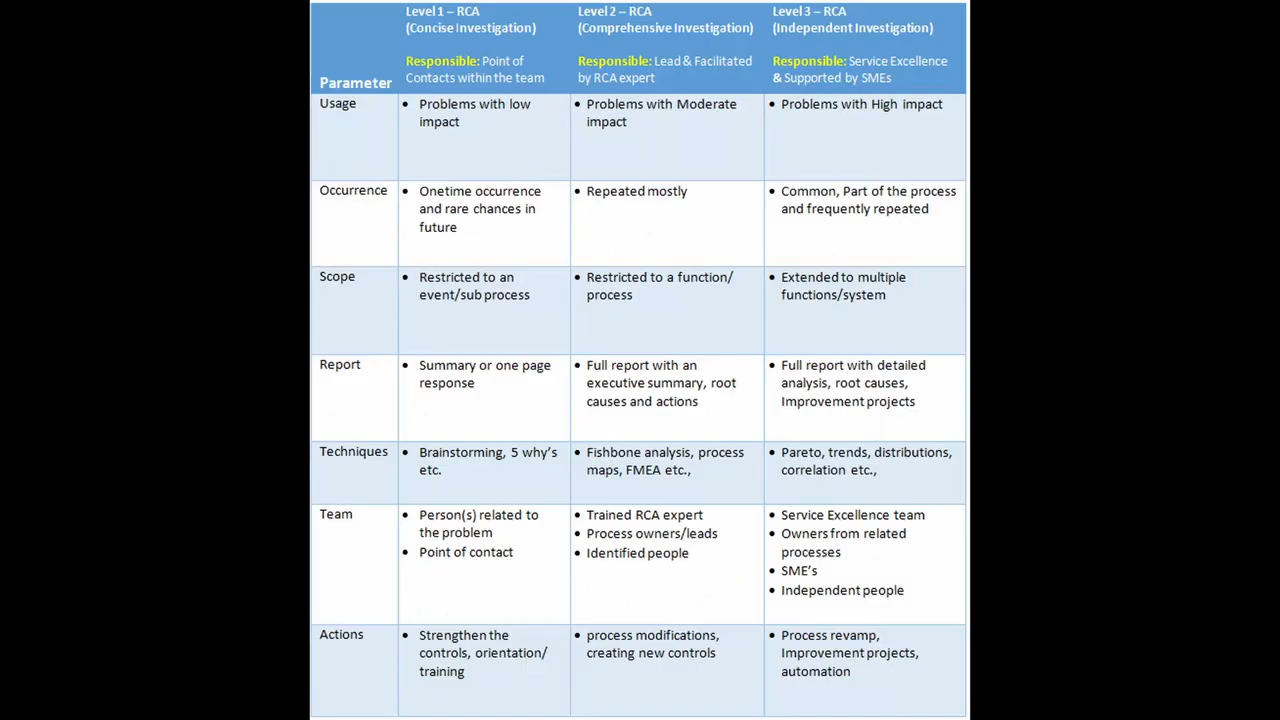 Parameter
Level 1 – RCA
(Concise Investigation)
Responsible: Point of
Contacts within the team
Level 2 – RCA
(Comprehensive Investigation)
Responsible: Lead & Facilitated
by RCA expert
Level 3 – RCA
(Independent Investigation)
Responsible: Service Excellence
& Supported by SMEs
Usage
• Problems with low
impact
• Problems with Moderate
impact
• Problems with High impact
Occurrence
• Onetime occurrence
and rare chances in
future
• Repeated mostly
• Common, Part of the process
and frequently repeated
Scope
• Restricted to an
event/sub process
• Restricted to a function/
process
• Extended to multiple
functions/system
Report
• Summary or one page
response
• Full report with an
executive summary, root
causes and actions
• Full report with detailed
analysis, root causes,
Improvement projects
Techniques
• Brainstorming, 5 why's
etc.
• Fishbone analysis, process
maps, FMEA etc.,
• Pareto, trends, distributions,
correlation etc.,
Team
• Person(s) related to
the problem
• Point of contact
• Trained RCA expert
• Process owners/leads
• Identified people
• Service Excellence team
• Owners from related
processes
• SME's
• Independent people
Actions
• Strengthen the
controls, orientation/
training
• process modifications,
creating new controls
• Process revamp,
Improvement projects,
automation